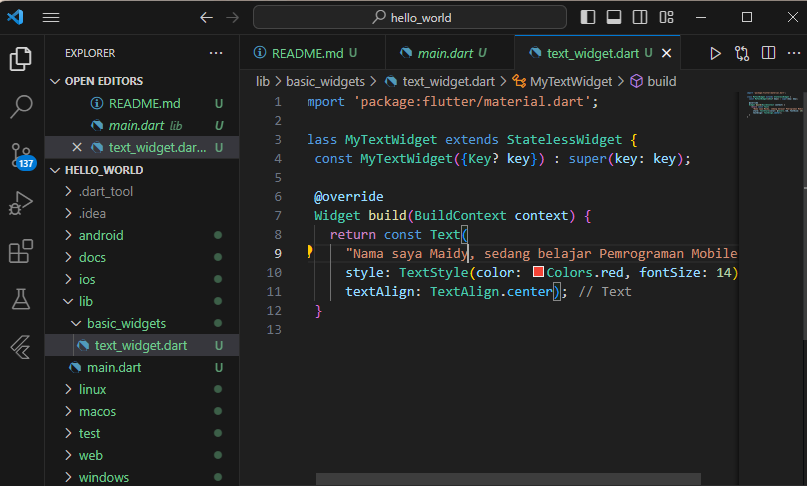 hello_world
EXPLORER
OPEN EDITORS
README.md U
main.dart lib U
text_widget.dar... U
HELLO_WORLD
.dart_tool
.idea
android
docs
ios
lib
basic_widgets
text_widget.dart U
main.dart U
linux
macos
test
web
windows
137
README.md U
main.dart U
text_widget.dart U
lib > basic_widgets > text_widget.dart > MyTextWidget > build
1 mport 'package:flutter/material.dart';
2
3 lass MyTextWidget extends StatelessWidget {
4 const MyTextWidget({Key? key}) : super(key: key);
5
6 @override
7 Widget build(BuildContext context) {
8 return const Text(
9 "Nama saya Maidy, sedang belajar Pemrograman Mobile
10 style: TextStyle(color: Colors.red, fontSize: 14)
11 textAlign: TextAlign.center); // Text
12 }
13